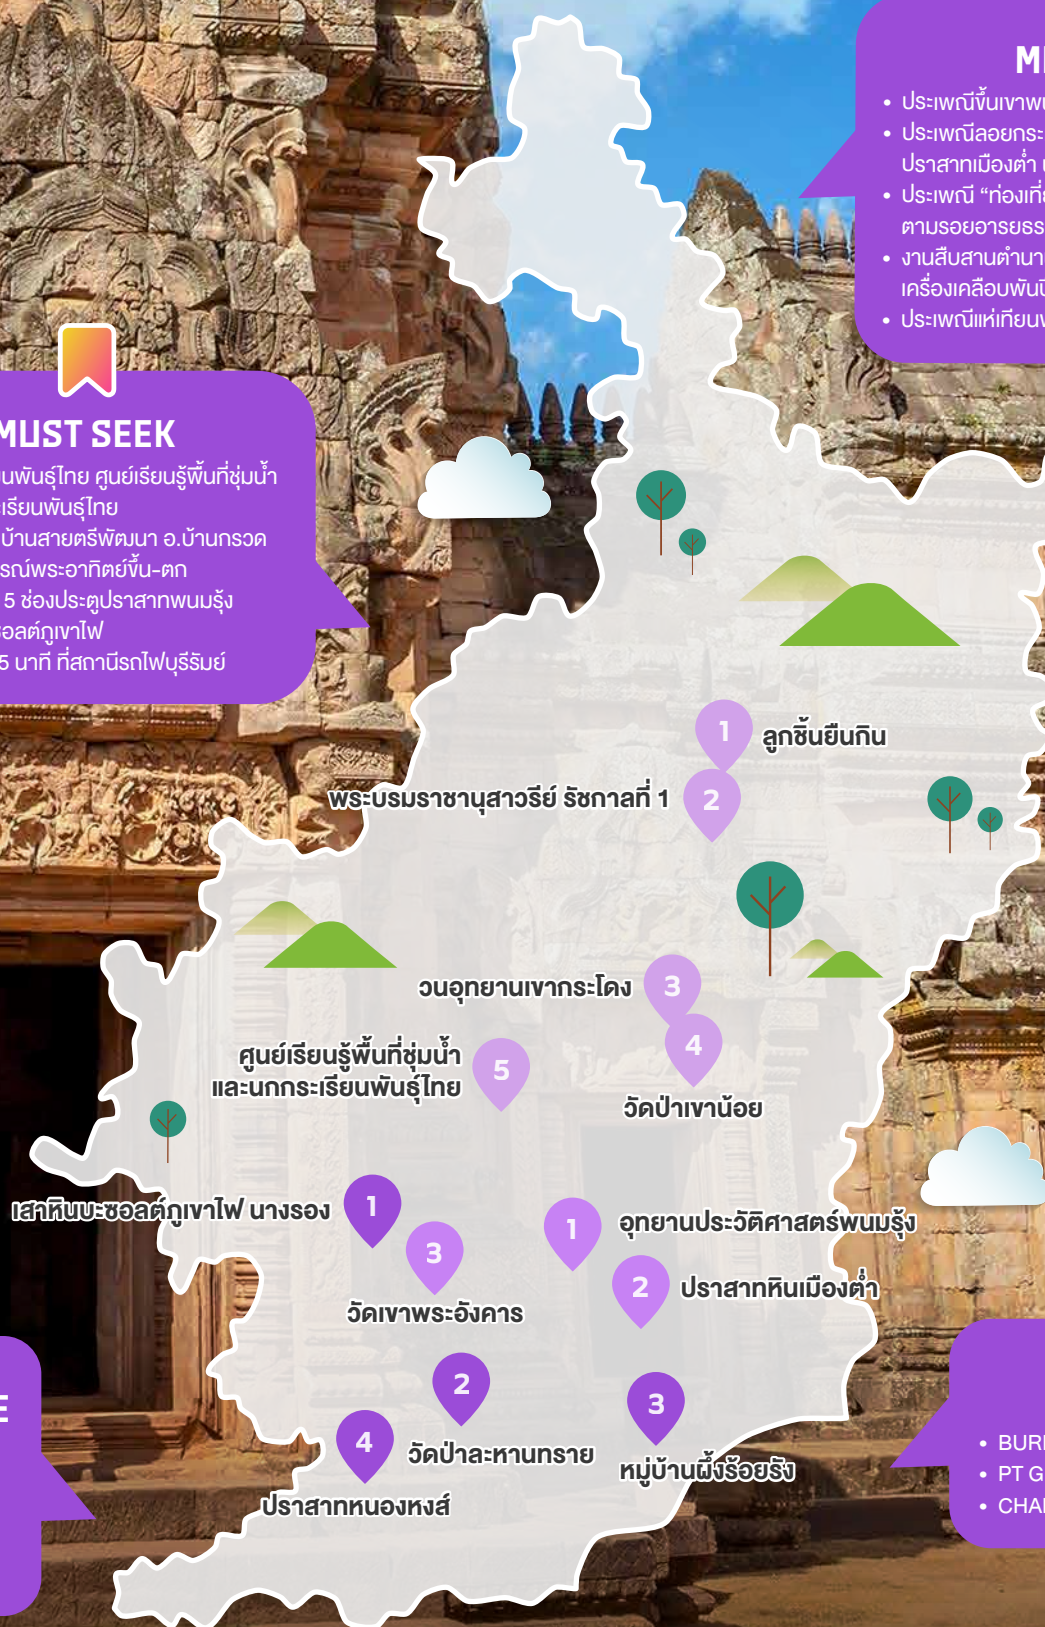 ประเพณีลอยกระ
ปราสาทเมืองต่ำ
• ประเพณี “ท่องเที่
ตามรอยอารยธร
• งานสืบสานตำนา
เครื่องเคลือบพัน
• ประเพณีแห่เทียน
MUST SEEK
นพันธุ์ไทย ศูนย์เรียนรู้พื้นที่ชุ่มน้ำ
เรียนพันธุ์ไทย
บ้านสายตรีพัฒนา อ.บ้านกรวด
รณ์พระอาทิตย์ขึ้น-ตก
5 ช่องประตูปราสาทพนมรุ้ง
อลต์ภูเขาไฟ
5 นาที ที่สถานีรถไฟบุรีรัมย์
1 ลูกชิ้นยืนกิน
พระบรมราชานุสาวรีย์ รัชกาลที่ 1 2
วนอุทยานเขากระโดง 3
4
วัดป่าเขาน้อย
ศูนย์เรียนรู้พื้นที่ชุ่มน้ำ
และนกกระเรียนพันธุ์ไทย 5
เสาหินบะซอลต์ภูเขาไฟ นางรอง 1
1 อุทยานประวัติศาสตร์พนมรุ้ง
3
วัดเขาพระอังคาร
2 ปราสาทหินเมืองต่ำ
2
วัดป่าละหานทราย
3
หมู่บ้านผึ้งร้อยรัง
4
ปราสาทหนองหงส์
E
• BURI
• PT G
• CHA